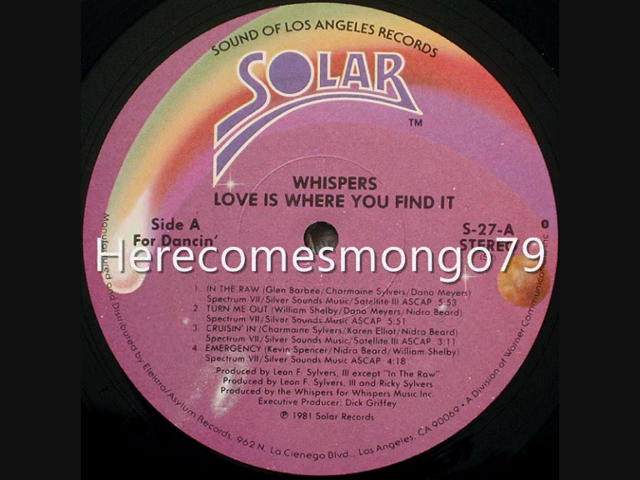 SOUND OF LOS ANGELES RECORDS
SOLAR
TM
WHISPERS
LOVE IS WHERE YOU FIND IT
Side A
For Dancin'
S-27-A
STEREO
0
Herecomesmongo79
1. IN THE RAW (Glen Barbee/Charmaine Sylvers/Dana Meyers)
Spectrum VII/Silver Sounds Music/Satellite III ASCAP 5:53
2. TURN ME OUT (William Shelby/Dana Meyers/Nidra Beard)
Spectrum VII/Silver Sounds Music ASCAP 5:51
3. CRUISIN' IN (Charmaine Sylvers/Karen Elliot/Nidra Beard)
Spectrum VII/Silver Sounds Music/Satellite III ASCAP 3:11
4. EMERGENCY (Kevin Spencer/Nidra Beard/William Shelby)
Spectrum VII/Silver Sounds Music ASCAP 4:18
Produced by Leon F. Sylvers, III except "In The Raw"
Produced by Leon F. Sylvers, III and Ricky Sylvers
Produced by the Whispers for Whispers Music Inc.
Executive Producer: Dick Griffey
℗ 1981 Solar Records
and Distributed by Elektra/Asylum Records, 962 N. La Cienega Blvd., Los Angeles, CA 90069 • A Division of Warner Communications